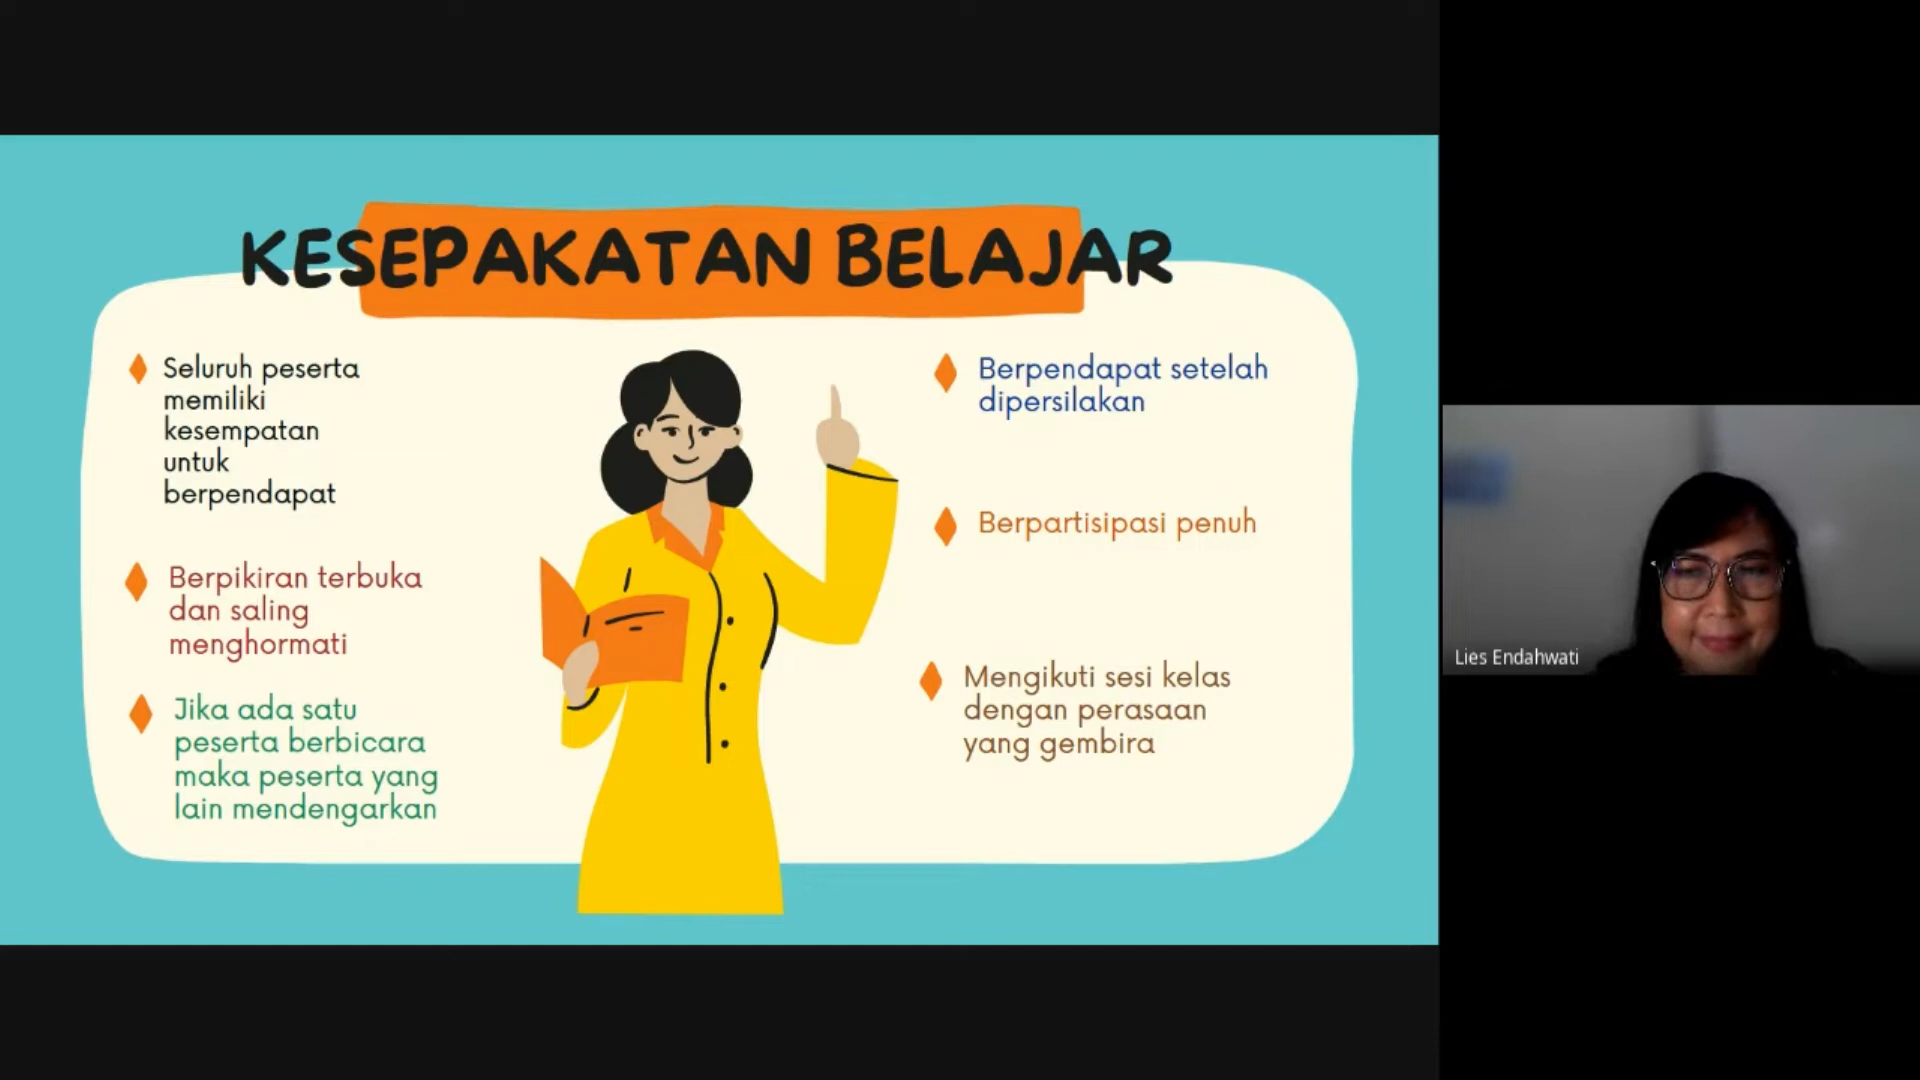 KESEPAKATAN BELAJAR
Seluruh peserta
memiliki
kesempatan
untuk
berpendapat
Berpikiran terbuka
dan saling
menghormati
Jika ada satu
peserta berbicara
maka peserta yang
lain mendengarkan
Berpendapat setelah
dipersilakan
Berpartisipasi penuh
Mengikuti sesi kelas
dengan perasaan
yang gembira
Lies Endahwati